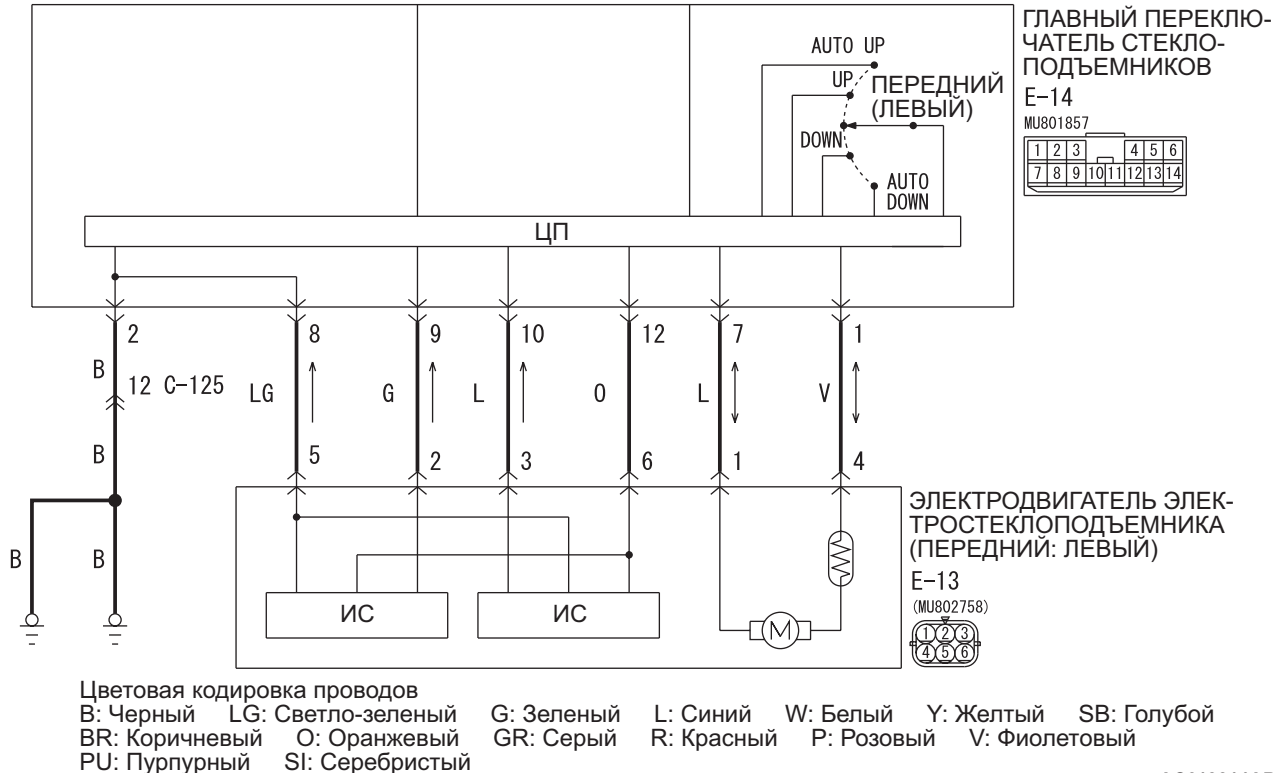 ГЛАВНЫЙ ПЕРЕКЛЮ-
ЧАТЕЛЬ СТЕКЛО-
ПОДЪЕМНИКОВ
E-14
MU801857
1 2 3 4 5 6
7 8 9 10 11 12 13 14
AUTO UP
UP
ПЕРЕДНИЙ
(ЛЕВЫЙ)
DOWN
AUTO
DOWN
ЦП
2 8 9 10 12 7 1
B 12 C-125 LG G L O L V
B
5 2 3 6 1 4
B B
ИС ИС
M
ЭЛЕКТРОДВИГАТЕЛЬ ЭЛЕК-
ТРОСТЕКЛОПОДЪЕМНИКА
(ПЕРЕДНИЙ: ЛЕВЫЙ)
E-13
(MU802758)
1 2 3
4 5 6
Цветовая кодировка проводов
B: Черный LG: Светло-зеленый G: Зеленый L: Синий W: Белый Y: Желтый SB: Голубой
BR: Коричневый O: Оранжевый GR: Серый R: Красный P: Розовый V: Фиолетовый
PU: Пурпурный SI: Серебристый